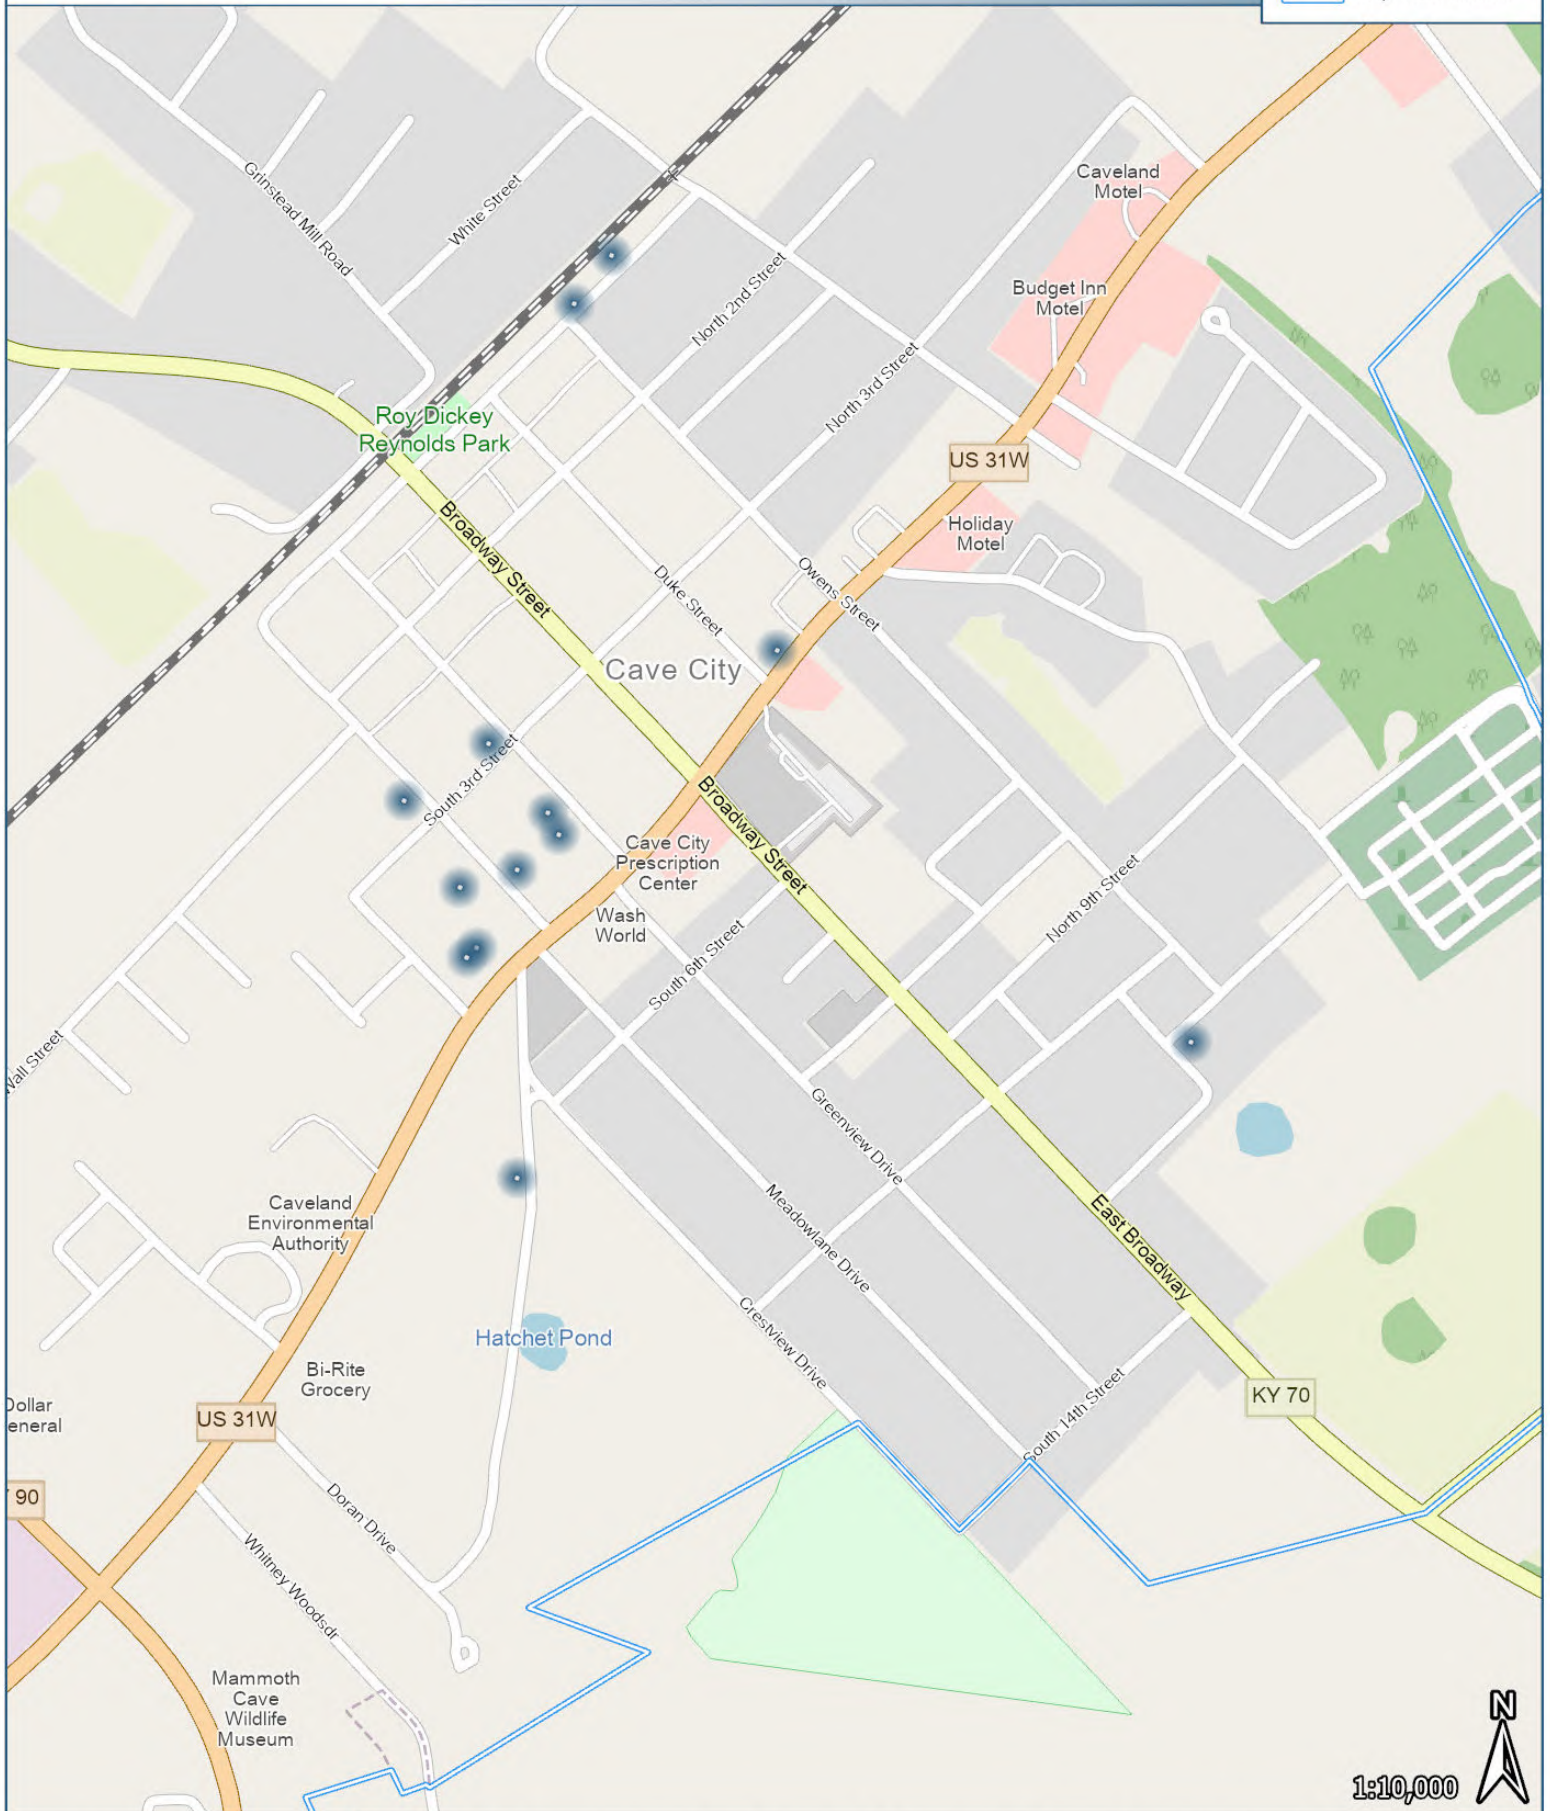 Caveland
Motel
Grinstead Mill Road
White Street
North 2nd Street
Budget Inn
Motel
North 3rd Street
Roy Dickey
Reynolds Park
US 31W
Broadway Street
Holiday
Motel
Duke Street
Owens Street
Cave City
South 3rd Street
Broadway Street
Cave City
Prescription
Center
North 9th Street
Wash
World
South 6th Street
Wall Street
Greenview Drive
Caveland
Environmental
Authority
Meadowlane Drive
East Broadway
Hatchet Pond
Crestview Drive
Bi-Rite
Grocery
Dollar
eneral
US 31W
KY 70
South 14th Street
90
Doran Drive
Whitney Woodsdr
Mammoth
Cave
Wildlife
Museum
N
1:10,000